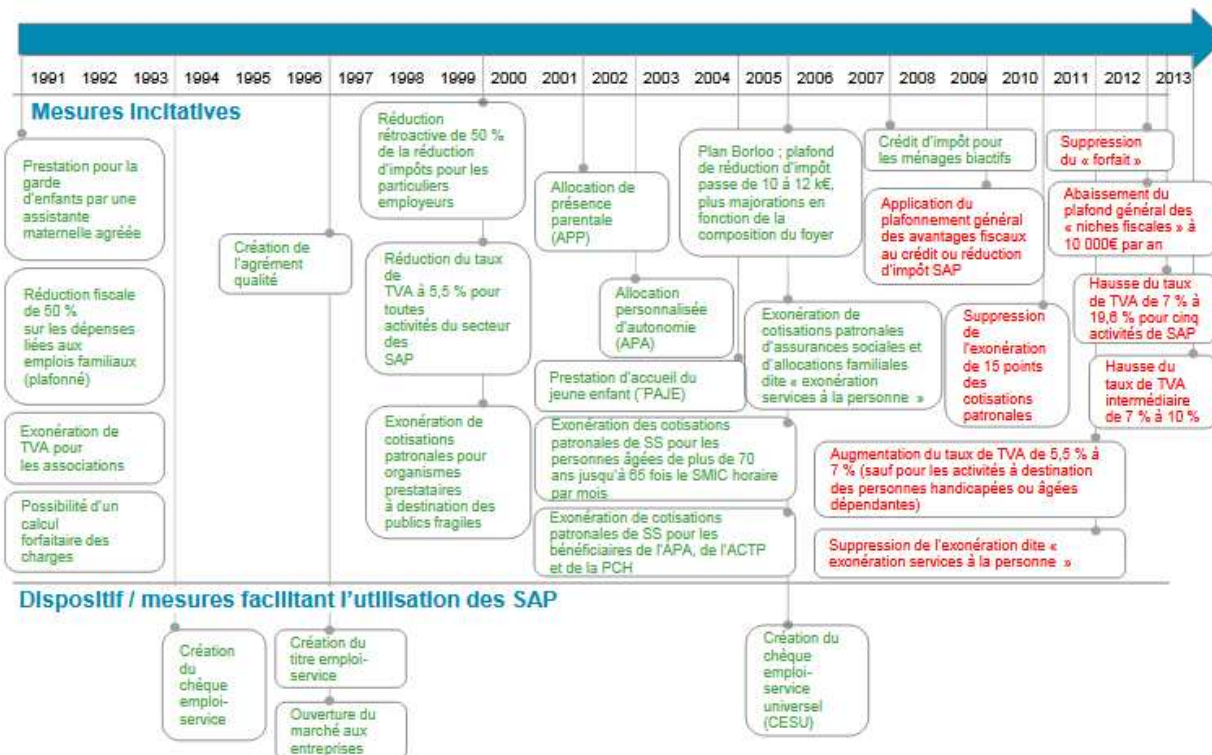 1991 1992 1993 1994 1995 1996 1997 1998 1999 2000 2001 2002 2003 2004 2005 2006 2007 2008 2009 2010 2011 2012 2013
Mesures incitatives
Prestation pour la
garde
d'enfants par une
assistante
maternelle agréée
Réduction fiscale
de 50 %
sur les dépenses
liées aux
emplois familiaux
(plafonné)
Exonération de
TVA pour
les associations
Possibilité d'un
calcul
forfaitaire des
charges
Création de
l'agrément
qualité
Réduction
rétroactive de 50 %
de la réduction
d'impôts pour les
particuliers
employeurs
Réduction du taux
de
TVA à 5,5 % pour
toutes
activités du secteur
des
SAP
Exonération de
cotisations
patronales pour
organismes
prestataires
à destination des
publics fragiles
Allocation de
présence
parentale
(APP)
Allocation
personnalisée
d'autonomie
(APA)
Prestation d'accueil du
jeune enfant (¨PAJE)
Exonération des cotisations
patronales de SS pour les
personnes âgées de plus de 70
ans jusqu'à 65 fois le SMIC horaire
par mois
Exonération de cotisations
patronales de SS pour les
bénéficiaires de l'APA, de l'ACTP
et de la PCH
Plan Borloo ; plafond
de réduction d'impôt
passe de 10 à 12 k€,
plus majorations en
fonction de la
composition du foyer
Exonération de
cotisations patronales
d'assurances sociales et
d'allocations familiales
dite « exonération
services à la personne »
Crédit d'impôt pour
les ménages biactifs
Application du
plafonnement général
des avantages fiscaux
au crédit ou réduction
d'impôt SAP
Suppression
de
l'exonération
de 15 points
des
cotisations
patronales
Suppression
du « forfait »
Abaissement du
plafond général des
« niches fiscales » à
10 000€ par an
Hausse du taux
de TVA de 7 % à
19,6 % pour cinq
activités de SAP
Hausse du
taux de TVA
intermédiaire
de 7 % à 10 %
Augmentation du taux de TVA de 5,5 % à
7 % (sauf pour les activités à destination
des personnes handicapées ou âgées
dépendantes)
Suppression de l'exonération dite «
exonération services à la personne »
Dispositif / mesures facilitant l'utilisation des SAP
Création
du
chèque
emploi-
service
Création du
titre emploi-
service
Ouverture du
marché aux
entreprises
Création du
chèque
emploi-
service
universel
(CESU)